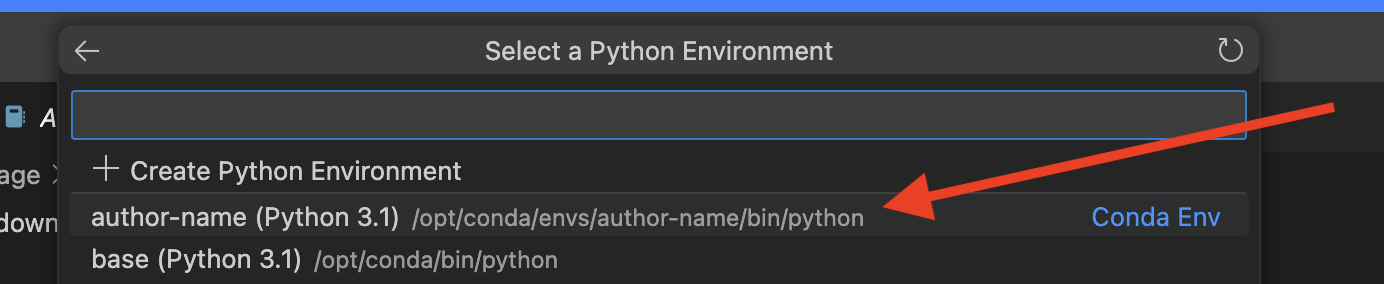 Select a Python Environment
A
age
Create Python Environment
author-name (Python 3.1) /opt/conda/envs/author-name/bin/python Conda Env
down
base (Python 3.1) /opt/conda/bin/python